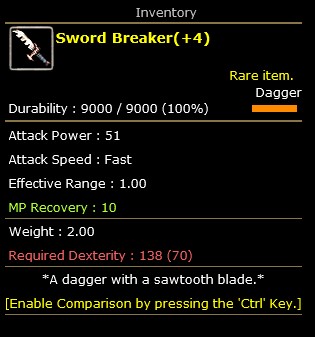 Inventory
Sword Breaker(+4)
Rare item.
Dagger
Durability : 9000 / 9000 (100%)
Attack Power : 51
Attack Speed : Fast
Effective Range : 1.00
MP Recovery : 10
Weight : 2.00
Required Dexterity : 138 (70)
*A dagger with a sawtooth blade.*
[Enable Comparison by pressing the 'Ctrl' Key.]